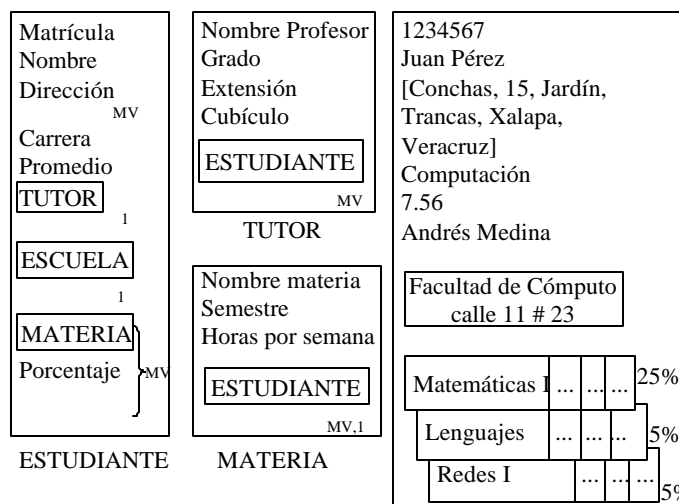 Matrícula
Nombre
Dirección
MV
Carrera
Promedio
TUTOR
1
ESCUELA
1
MATERIA
Porcentaje
MV
ESTUDIANTE
Nombre Profesor
Grado
Extensión
Cubículo
ESTUDIANTE
MV
TUTOR
Nombre materia
Semestre
Horas por semana
ESTUDIANTE
MV,1
MATERIA
1234567
Juan Pérez
[Conchas, 15, Jardín,
Trancas, Xalapa,
Veracruz]
Computación
7.56
Andrés Medina
Facultad de Cómputo
calle 11 # 23
Matemáticas I ... ... ... 25%
Lenguajes ... ... ... 5%
Redes I ... ... ... 5%